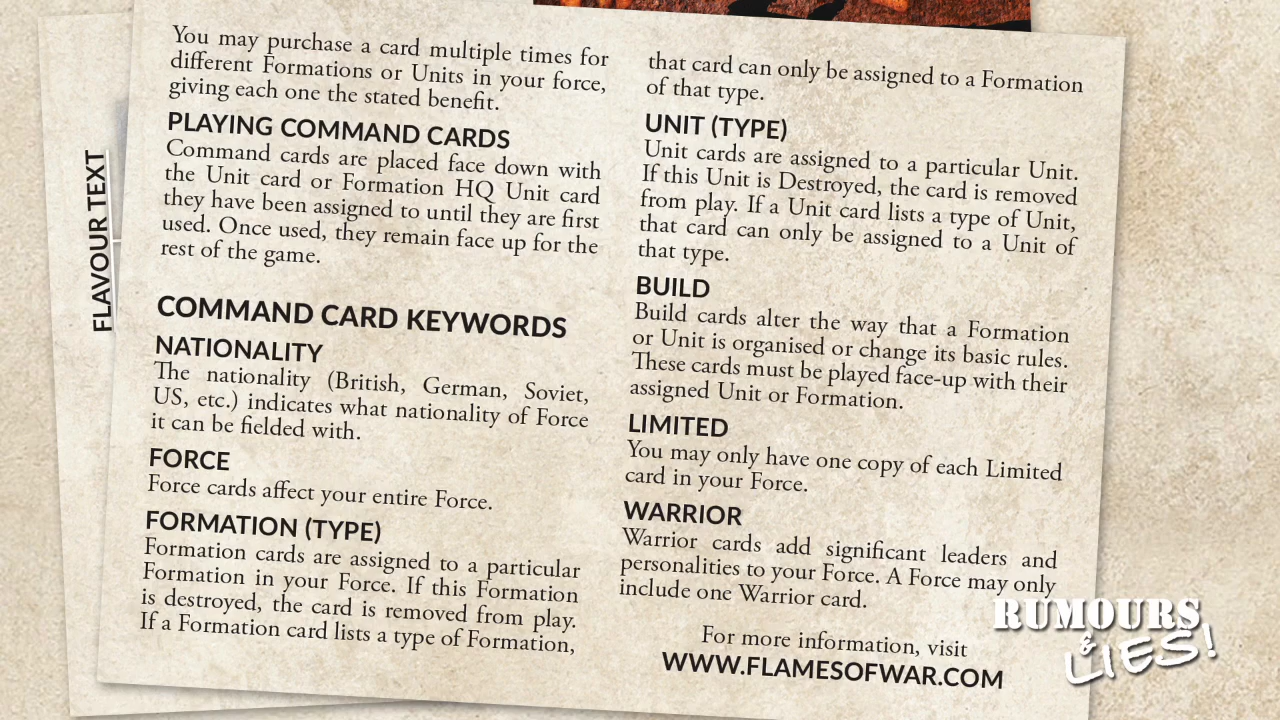 FLAVOUR TEXT
You may purchase a card multiple times for
different Formations or Units in your force,
giving each one the stated benefit.
PLAYING COMMAND CARDS
Command cards are placed face down with
the Unit card or Formation HQ Unit card
they have been assigned to until they are first
used. Once used, they remain face up for the
rest of the game.
COMMAND CARD KEYWORDS
NATIONALITY
The nationality (British, German, Soviet,
US, etc.) indicates what nationality of Force
it can be fielded with.
FORCE
Force cards affect your entire Force.
FORMATION (TYPE)
Formation cards are assigned to a particular
Formation in your Force. If this Formation
is destroyed, the card is removed from play.
If a Formation card lists a type of Formation,
that card can only be assigned to a Formation
of that type.
UNIT (TYPE)
Unit cards are assigned to a particular Unit.
If this Unit is Destroyed, the card is removed
from play. If a Unit card lists a type of Unit,
that card can only be assigned to a Unit of
that type.
BUILD
Build cards alter the way that a Formation
or Unit is organised or change its basic rules.
These cards must be played face-up with their
assigned Unit or Formation.
LIMITED
You may only have one copy of each Limited
card in your Force.
WARRIOR
Warrior cards add significant leaders and
personalities to your Force. A Force may only
include one Warrior card.
For more information, visit
WWW.FLAMESOFWAR.COM
RUMOURS
&
LIES!